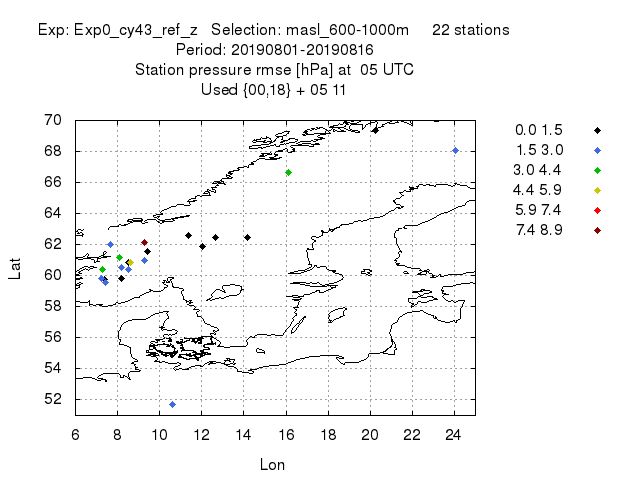 Exp: Exp0_cy43_ref_z   Selection: masl_600-1000m     22 stations
Period: 20190801-20190816
Station pressure rmse [hPa] at  05 UTC
Used {00,18} + 05 11
70
68
66
64
62
60
58
56
54
52
Lat
6 8 10 12 14 16 18 20 22 24
Lon
0.0 1.5
1.5 3.0
3.0 4.4
4.4 5.9
5.9 7.4
7.4 8.9